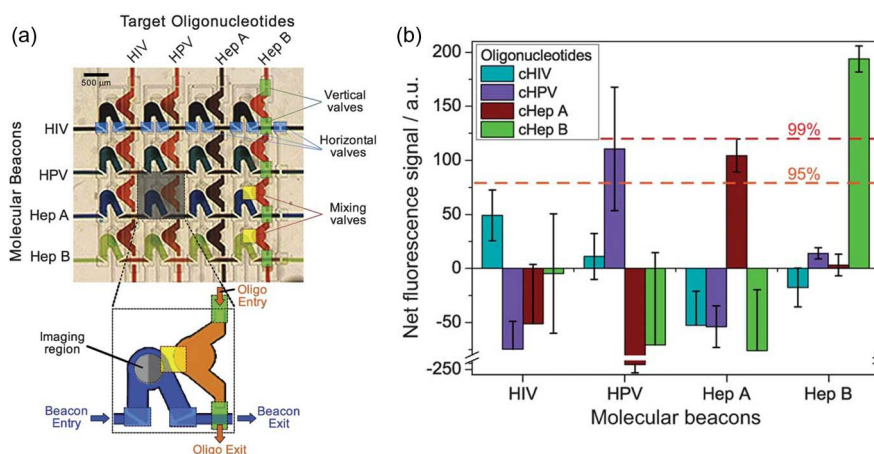 (a)
Target Oligonucleotides
HIV
HPV
Hep A
Hep B
500 µm
Molecular Beacons
HIV
HPV
Hep A
Hep B
Vertical
valves
Horizontal
valves
Mixing
valves
Oligo
Entry
Imaging
region
Beacon
Entry
Beacon
Exit
Oligo Exit
(b)
Net fluorescence signal / a.u.
200
150
100
50
0
-50
-250
Oligonucleotides
cHIV
cHPV
cHep A
cHep B
99%
95%
HIV
HPV
Hep A
Hep B
Molecular beacons